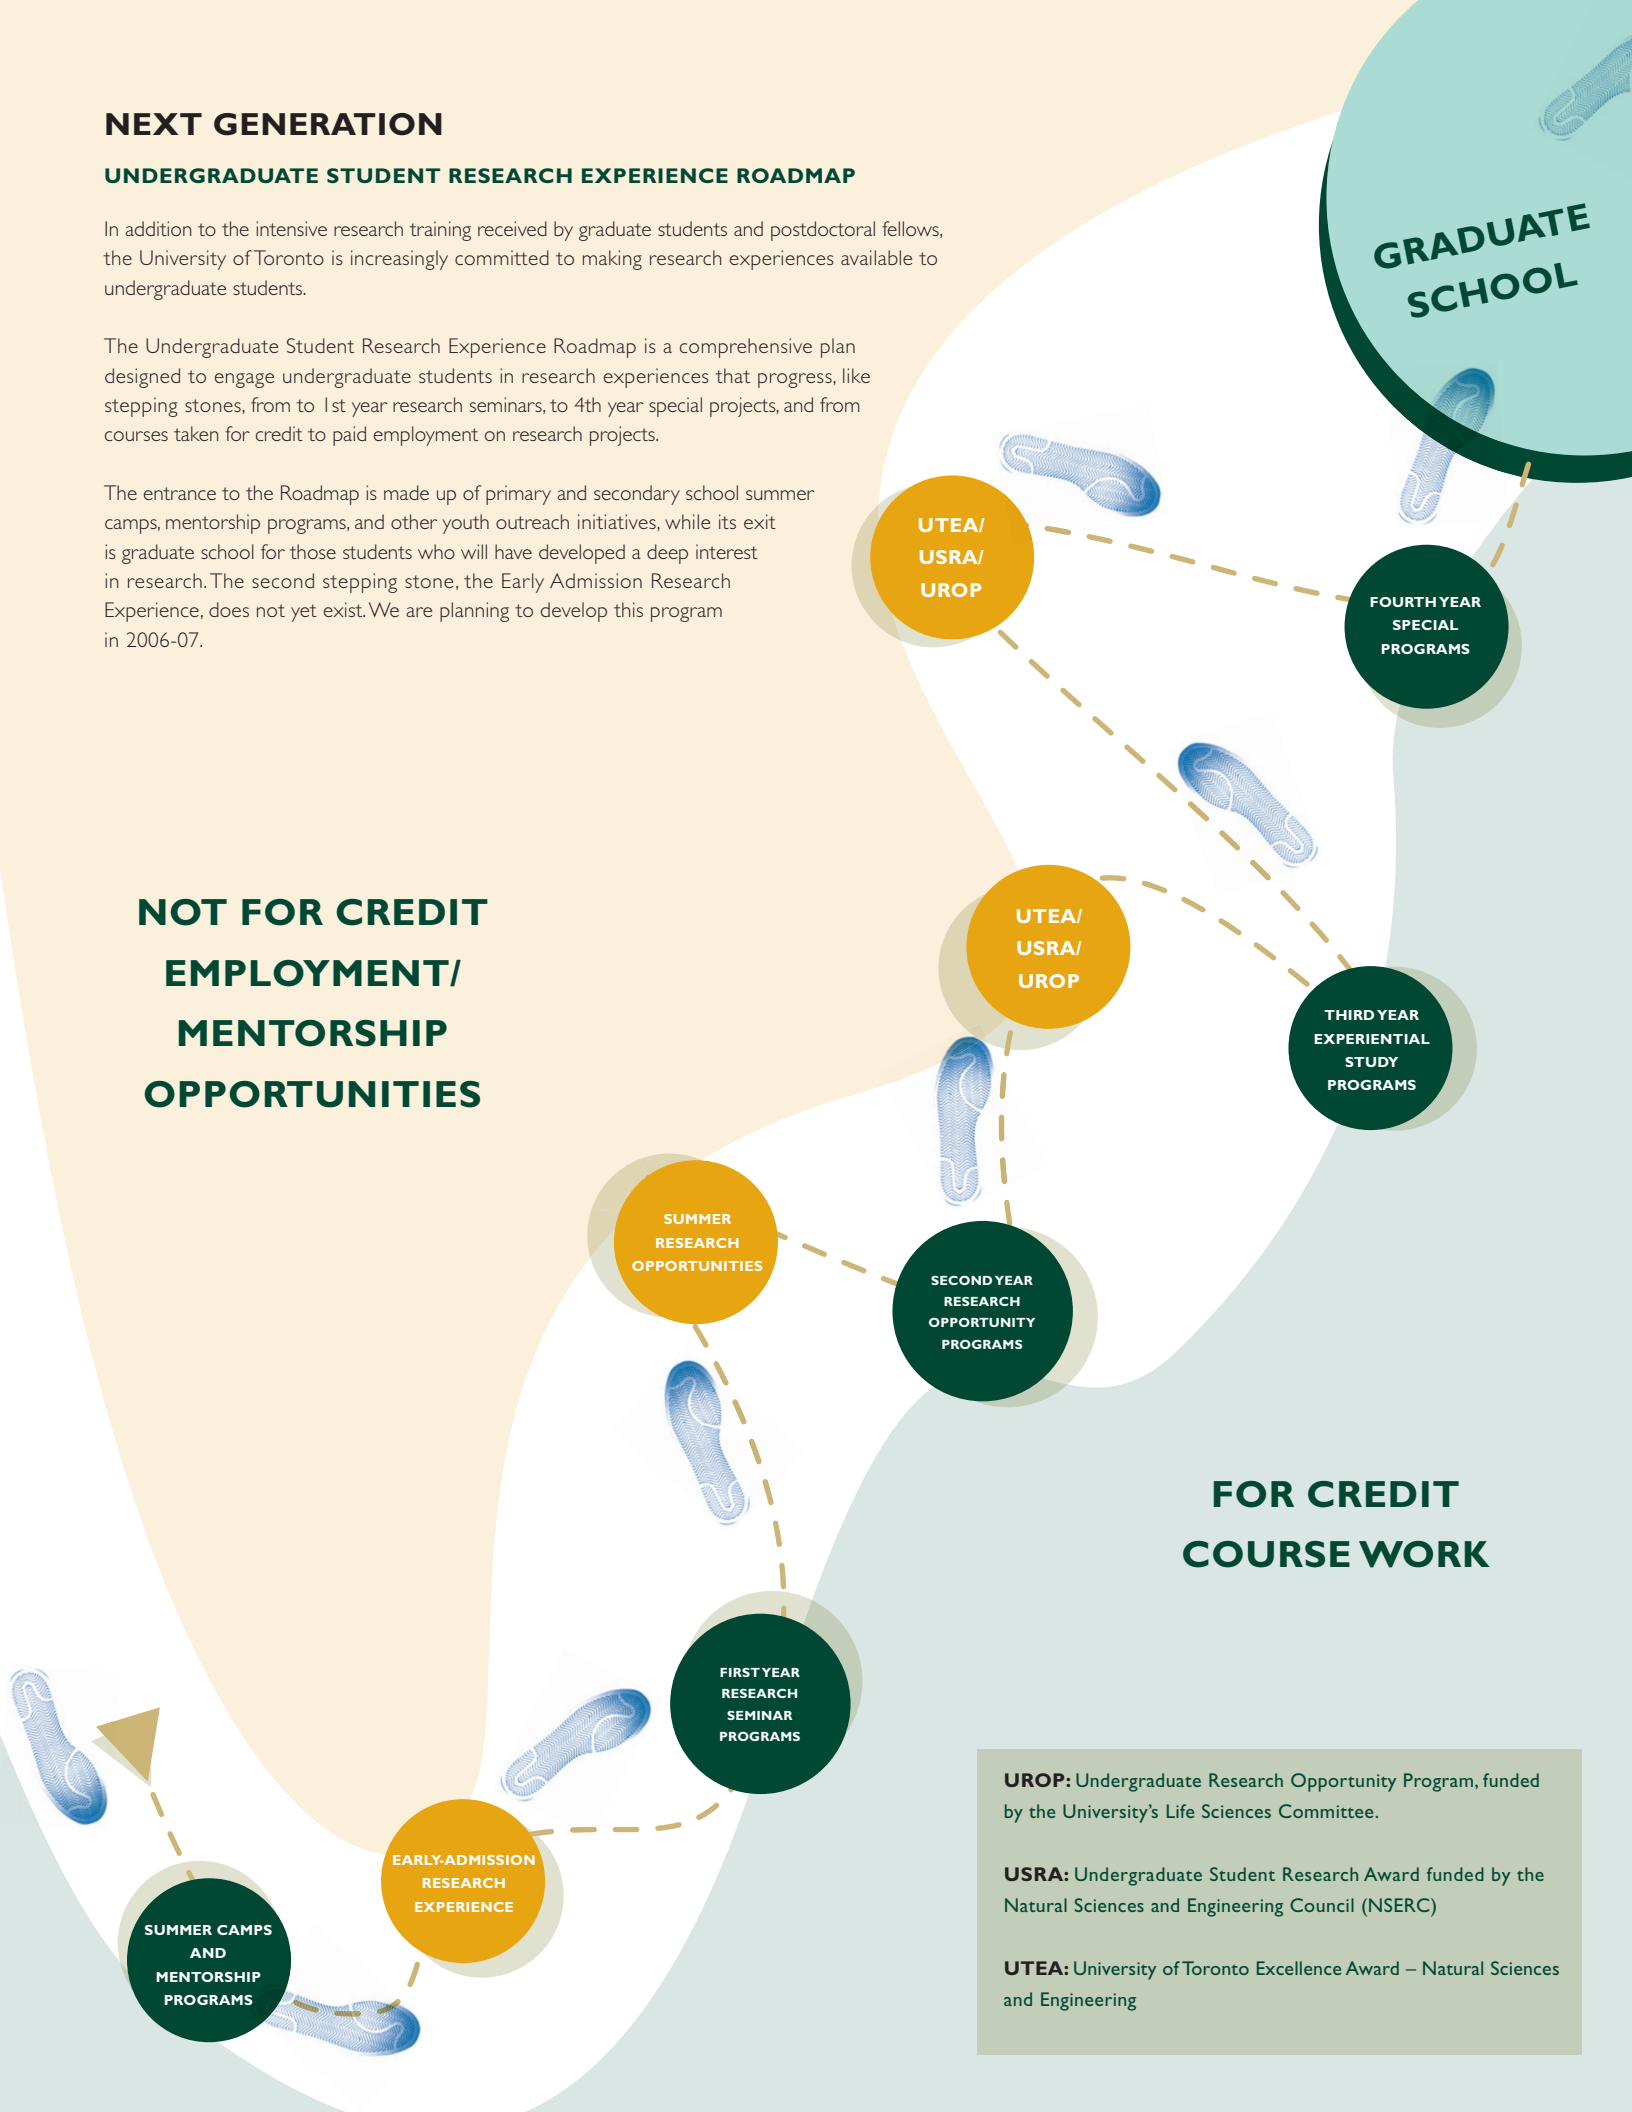 NEXT GENERATION
UNDERGRADUATE STUDENT RESEARCH EXPERIENCE ROADMAP
In addition to the intensive research training received by graduate students and postdoctoral fellows,
the University of Toronto is increasingly committed to making research experiences available to
undergraduate students.
The Undergraduate Student Research Experience Roadmap is a comprehensive plan
designed to engage undergraduate students in research experiences that progress, like
stepping stones, from to 1st year research seminars, to 4th year special projects, and from
courses taken for credit to paid employment on research projects.
The entrance to the Roadmap is made up of primary and secondary school summer
camps, mentorship programs, and other youth outreach initiatives, while its exit
is graduate school for those students who will have developed a deep interest
in research. The second stepping stone, the Early Admission Research
Experience, does not yet exist. We are planning to develop this program
in 2006-07.
GRADUATE
SCHOOL
UTEA/
USRA/
UROP
FOURTH YEAR
SPECIAL
PROGRAMS
NOT FOR CREDIT
EMPLOYMENT/
MENTORSHIP
OPPORTUNITIES
UTEA/
USRA/
UROP
THIRD YEAR
EXPERIENTIAL
STUDY
PROGRAMS
SUMMER
RESEARCH
OPPORTUNITIES
SECOND YEAR
RESEARCH
OPPORTUNITY
PROGRAMS
FOR CREDIT
COURSE WORK
FIRST YEAR
RESEARCH
SEMINAR
PROGRAMS
EARLY-ADMISSION
RESEARCH
EXPERIENCE
SUMMER CAMPS
AND
MENTORSHIP
PROGRAMS
UROP: Undergraduate Research Opportunity Program, funded
by the University's Life Sciences Committee.
USRA: Undergraduate Student Research Award funded by the
Natural Sciences and Engineering Council (NSERC)
UTEA: University of Toronto Excellence Award – Natural Sciences
and Engineering